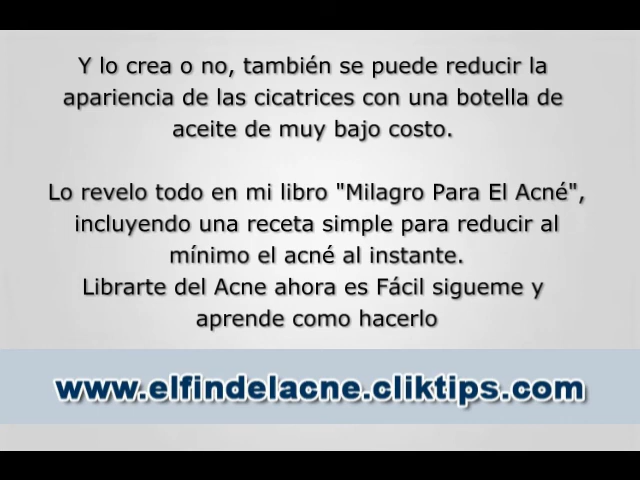 Y lo crea o no, también se puede reducir la
apariencia de las cicatrices con una botella de
aceite de muy bajo costo.
Lo revelo todo en mi libro "Milagro Para El Acné",
incluyendo una receta simple para reducir al
mínimo el acné al instante.
Librarte del Acne ahora es Fácil sigueme y
aprende como hacerlo
www.elfindelacne.cliktips.com